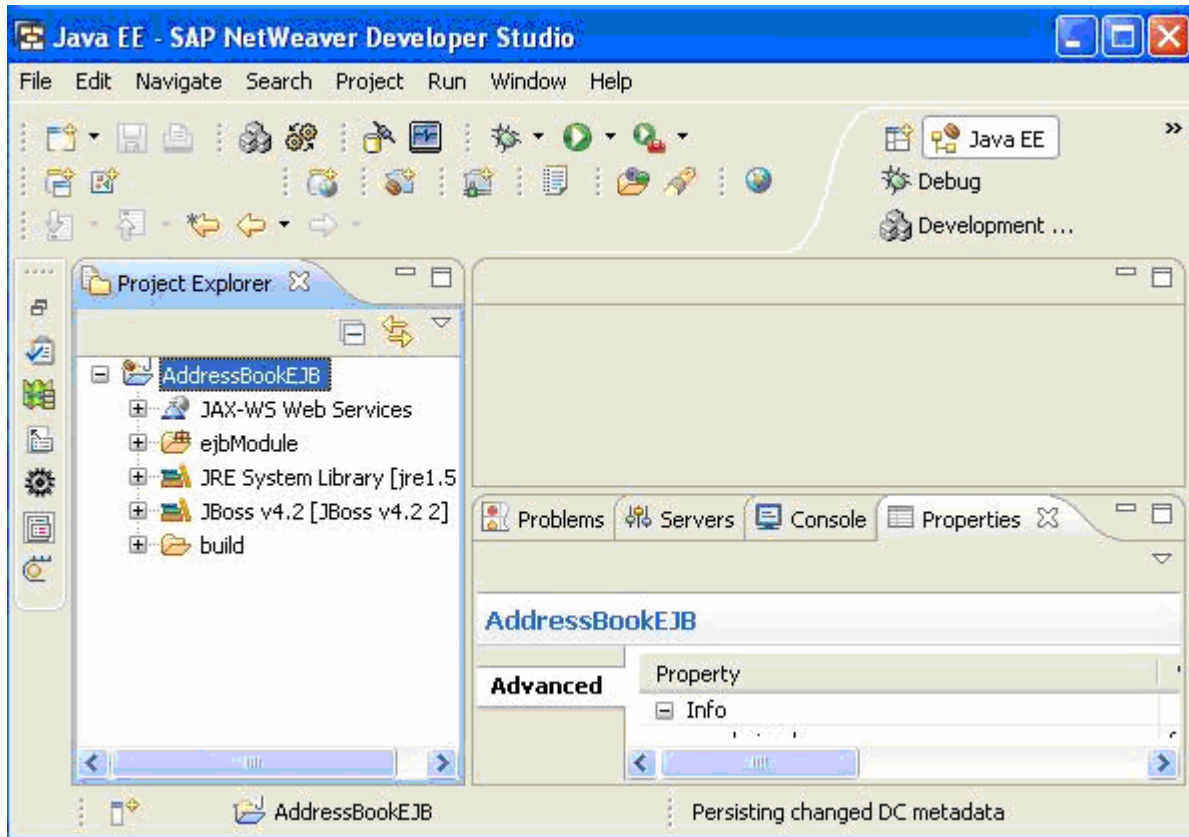 Java EE - SAP NetWeaver Developer Studio
File Edit Navigate Search Project Run Window Help
Java EE
Debug
Development ...
Project Explorer
AddressBookEJB
JAX-WS Web Services
ejbModule
JRE System Library [jre1.5
JBoss v4.2 [JBoss v4.2 2]
build
Problems Servers Console Properties
AddressBookEJB
Advanced
Property
Info
AddressBookEJB
Persisting changed DC metadata